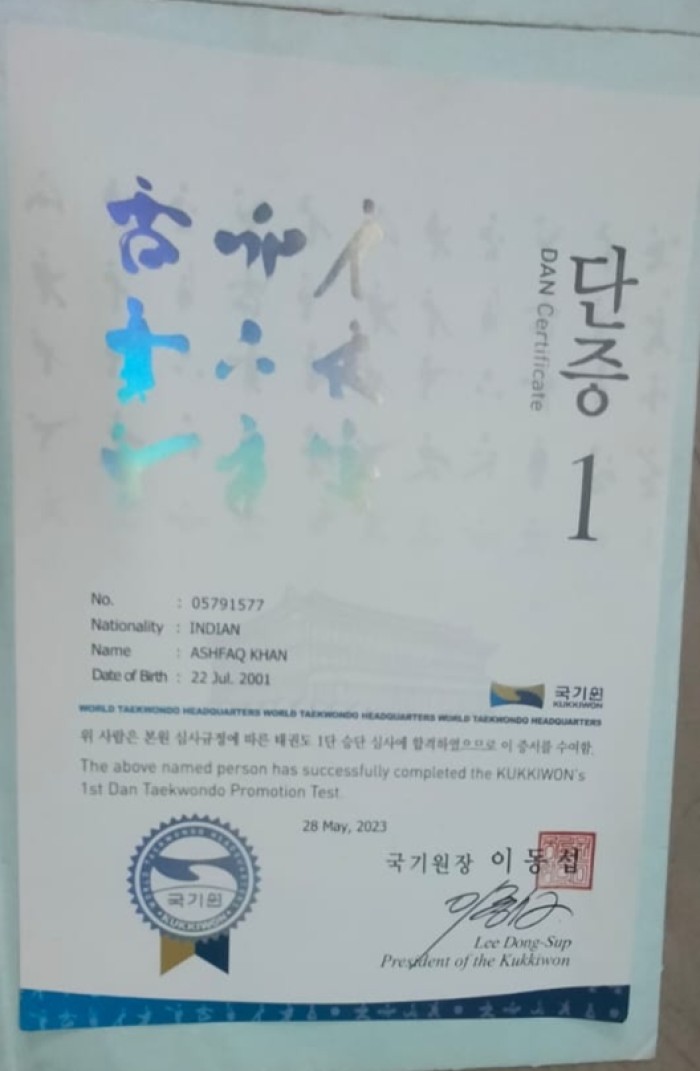 단증
DAN Certificate
1
No. : 05791577
Nationality : INDIAN
Name : ASHFAQ KHAN
Date of Birth : 22 Jul. 2001
국기원
KUKKIWON
WORLD TAEKWONDO HEADQUARTERS WORLD TAEKWONDO HEADQUARTERS WORLD TAEKWONDO HEADQUARTERS
위 사람은 본원 심사규정에 따른 태권도 1단 승단 심사에 합격하였으므로 이 증서를 수여함.
The above named person has successfully completed the KUKKIWON's
1st Dan Taekwondo Promotion Test.
28 May, 2023
국기원장 이동섭
Lee Dong-Sup
President of the Kukkiwon
WORLD TAEKWONDO HEADQUARTERS
국기원
KUKKIWON